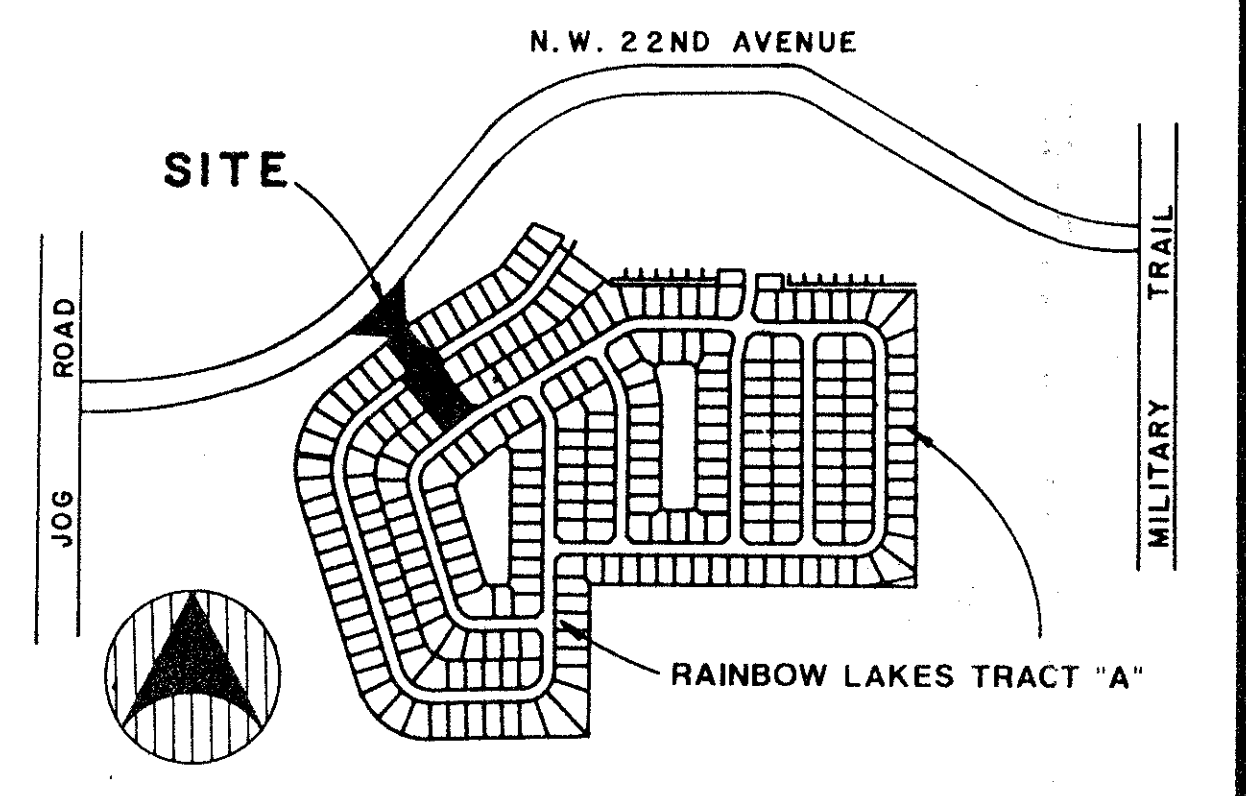 N.W. 22ND AVENUE
SITE
JOG ROAD
MILITARY TRAIL
RAINBOW LAKES TRACT "A"